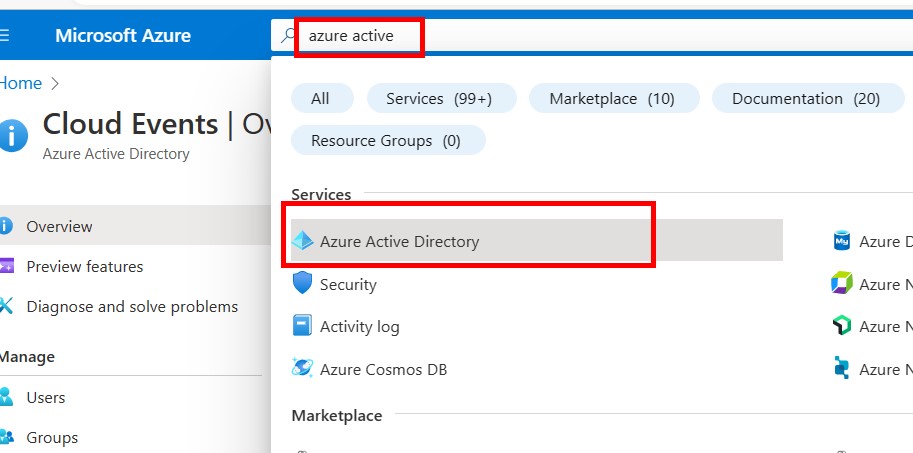 Microsoft Azure
azure active
Home
Cloud Events | Ov
Azure Active Directory
Overview
Preview features
Diagnose and solve problems
Manage
Users
Groups
All
Services (99+)
Marketplace (10)
Documentation (20)
Resource Groups (0)
Services
Azure Active Directory
Security
Activity log
Azure Cosmos DB
My
Azure D
Azure N
Azure N
Azure N
Marketplace